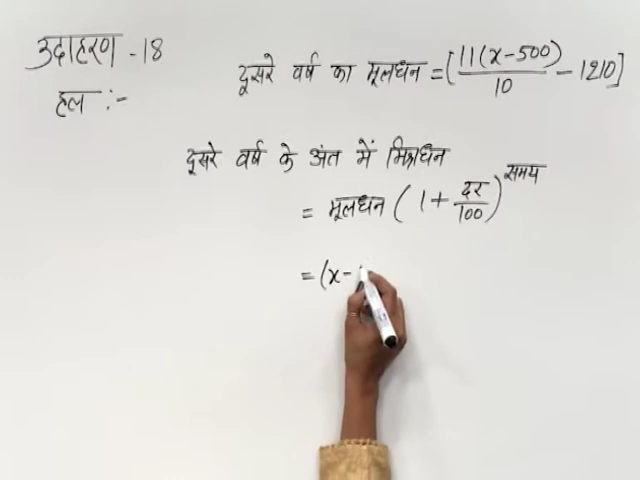 उदाहरण - 18
दूसरे वर्ष का मूलधन = [11(x-500)/10 - 1210]
हल :-
दूसरे वर्ष के अंत में मिश्रधन
= मूलधन (1 + दर/100)^समय
= (x -